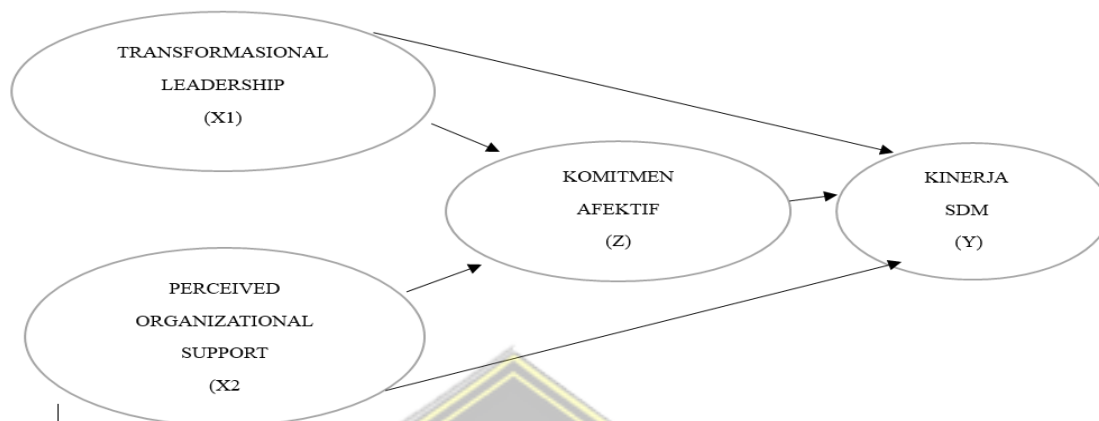 TRANSFORMASIONAL
LEADERSHIP
(X1)
KOMITMEN
AFEKTIF
(Z)
KINERJA
SDM
(Y)
PERCEIVED
ORGANIZATIONAL
SUPPORT
(X2